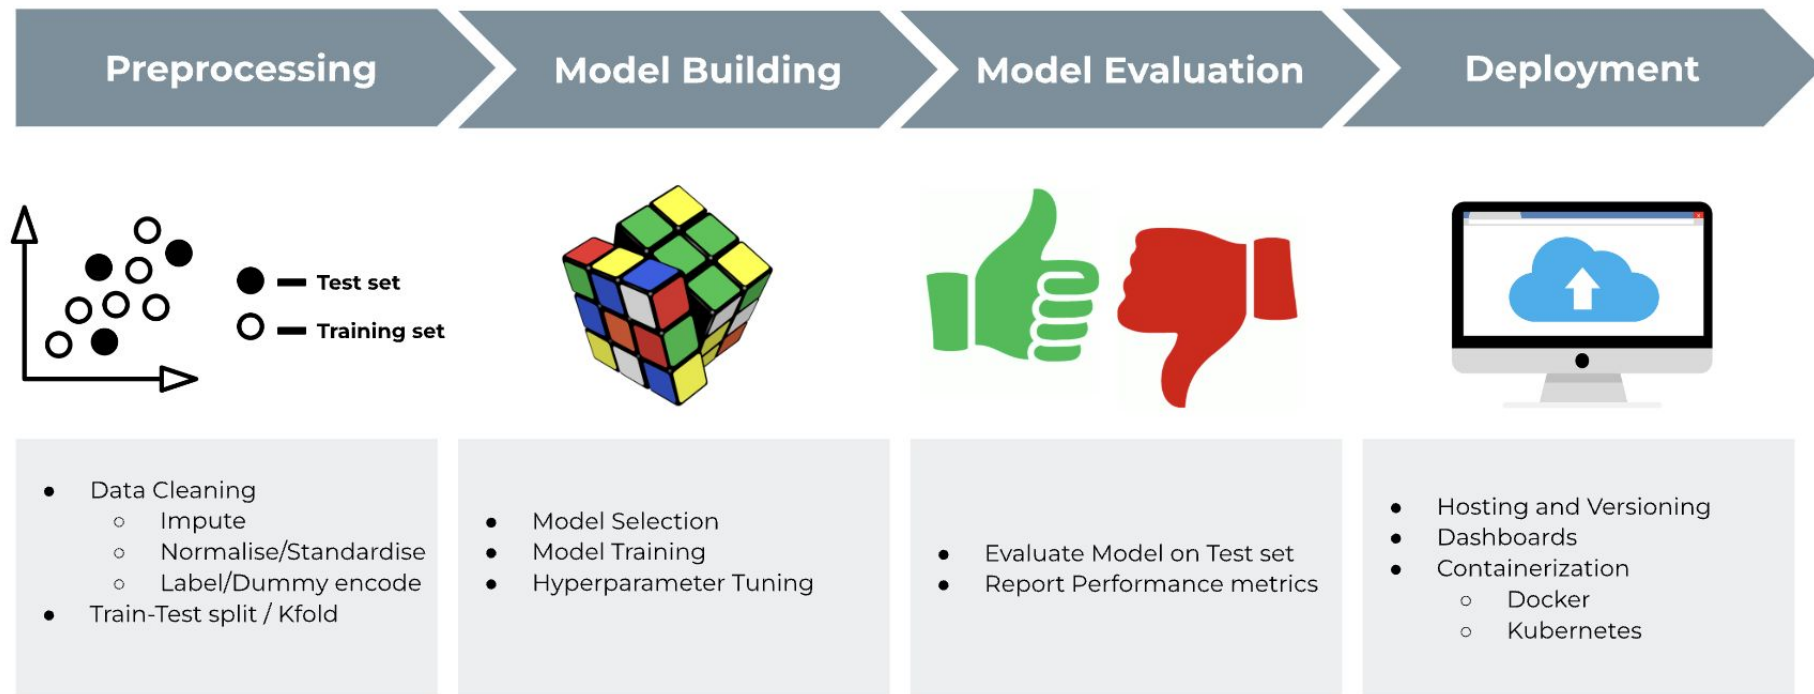 Preprocessing
Model Building
Model Evaluation
Deployment
Test set
Training set
● Data Cleaning
○ Impute
○ Normalise/Standardise
○ Label/Dummy encode
● Train-Test split / Kfold
● Model Selection
● Model Training
● Hyperparameter Tuning
● Evaluate Model on Test set
● Report Performance metrics
● Hosting and Versioning
● Dashboards
● Containerization
○ Docker
○ Kubernetes